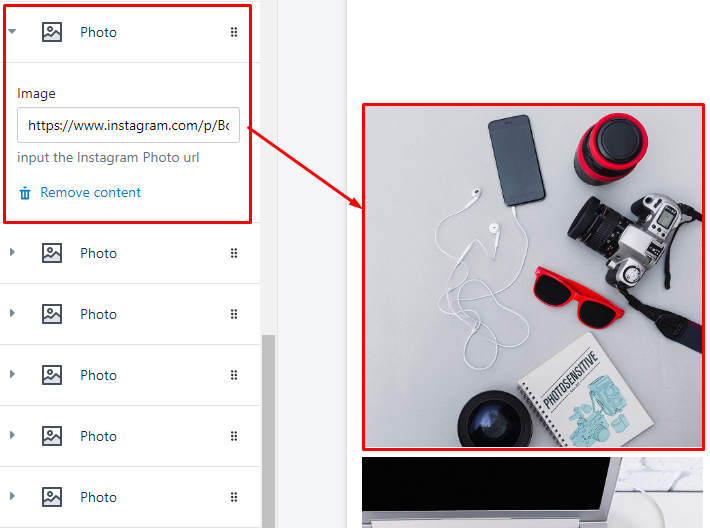 Photo
Image
https://www.instagram.com/p/Bc
input the Instagram Photo url
Remove content
Photo
Photo
Photo
Photo
Photo
PHOTOSENSITIVE